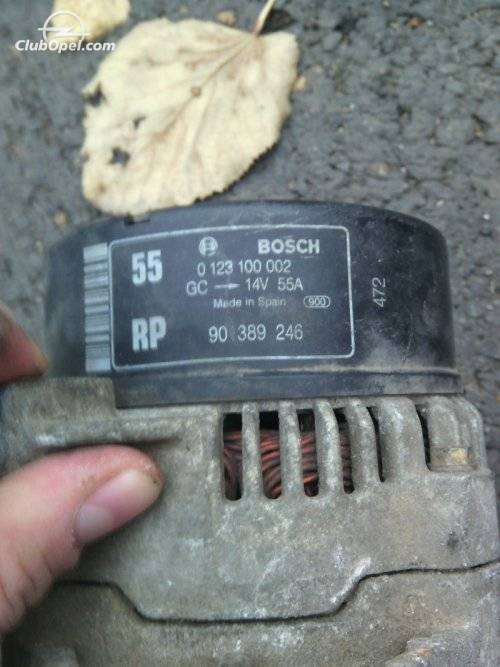 ClubOpel.com
55 BOSCH
0 123 100 002
GC → 14V 55A
Made in Spain 900
RP 90 389 246
472